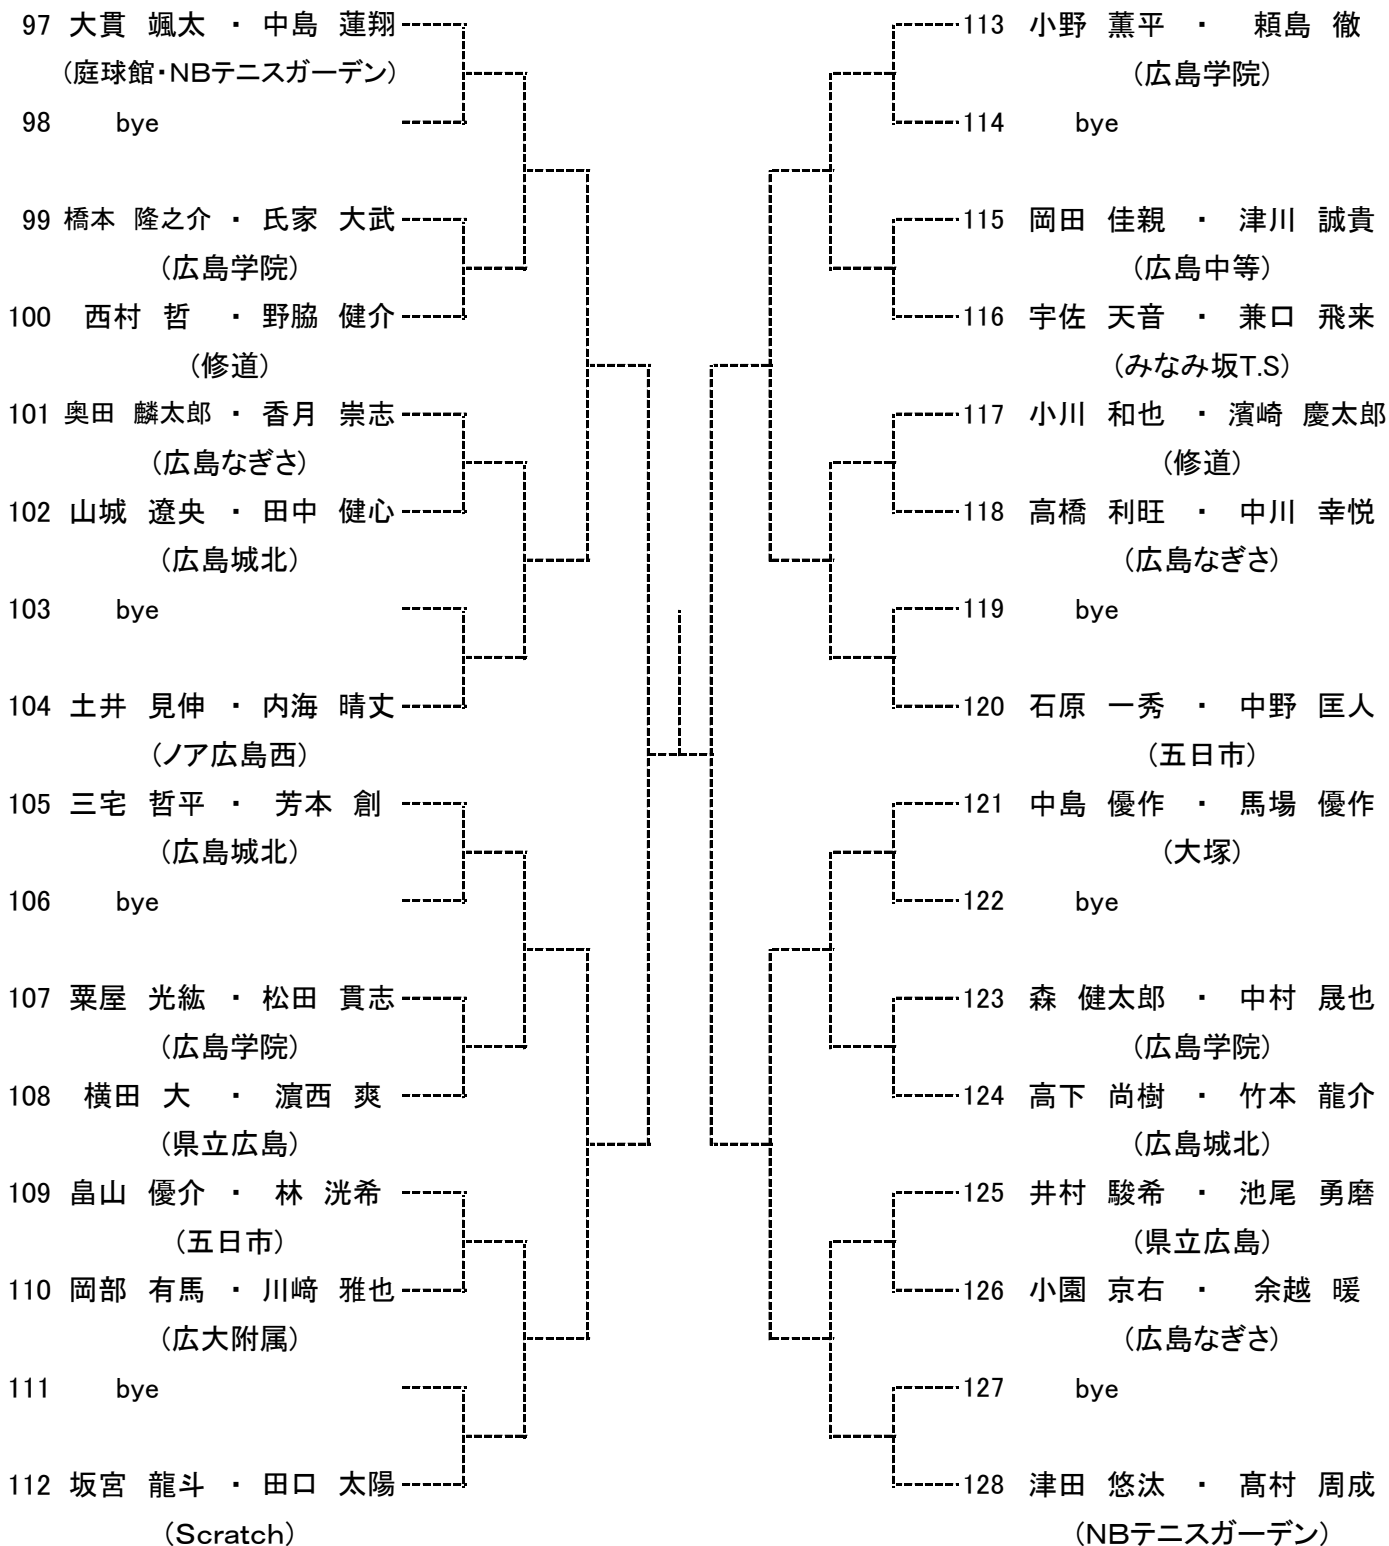 97 大貫 颯太 ・ 中島 蓮翔
(庭球館・NBテニスガーデン)
98 bye
99 橋本 隆之介 ・ 氏家 大武
(広島学院)
100 西村 哲 ・ 野脇 健介
(修道)
101 奥田 麟太郎 ・ 香月 崇志
(広島なぎさ)
102 山城 遼央 ・ 田中 健心
(広島城北)
103 bye
104 土井 見伸 ・ 内海 晴丈
(ノア広島西)
105 三宅 哲平 ・ 芳本 創
(広島城北)
106 bye
107 粟屋 光紘 ・ 松田 貫志
(広島学院)
108 横田 大 ・ 濵西 爽
(県立広島)
109 畠山 優介 ・ 林 洸希
(五日市)
110 岡部 有馬 ・ 川﨑 雅也
(広大附属)
111 bye
112 坂宮 龍斗 ・ 田口 太陽
(Scratch)
113 小野 薫平 ・ 頼島 徹
(広島学院)
114 bye
115 岡田 佳親 ・ 津川 誠貴
(広島中等)
116 宇佐 天音 ・ 兼口 飛来
(みなみ坂T.S)
117 小川 和也 ・ 濱崎 慶太郎
(修道)
118 高橋 利旺 ・ 中川 幸悦
(広島なぎさ)
119 bye
120 石原 一秀 ・ 中野 匡人
(五日市)
121 中島 優作 ・ 馬場 優作
(大塚)
122 bye
123 森 健太郎 ・ 中村 晟也
(広島学院)
124 高下 尚樹 ・ 竹本 龍介
(広島城北)
125 井村 駿希 ・ 池尾 勇磨
(県立広島)
126 小園 京右 ・ 余越 暖
(広島なぎさ)
127 bye
128 津田 悠汰 ・ 髙村 周成
(NBテニスガーデン)